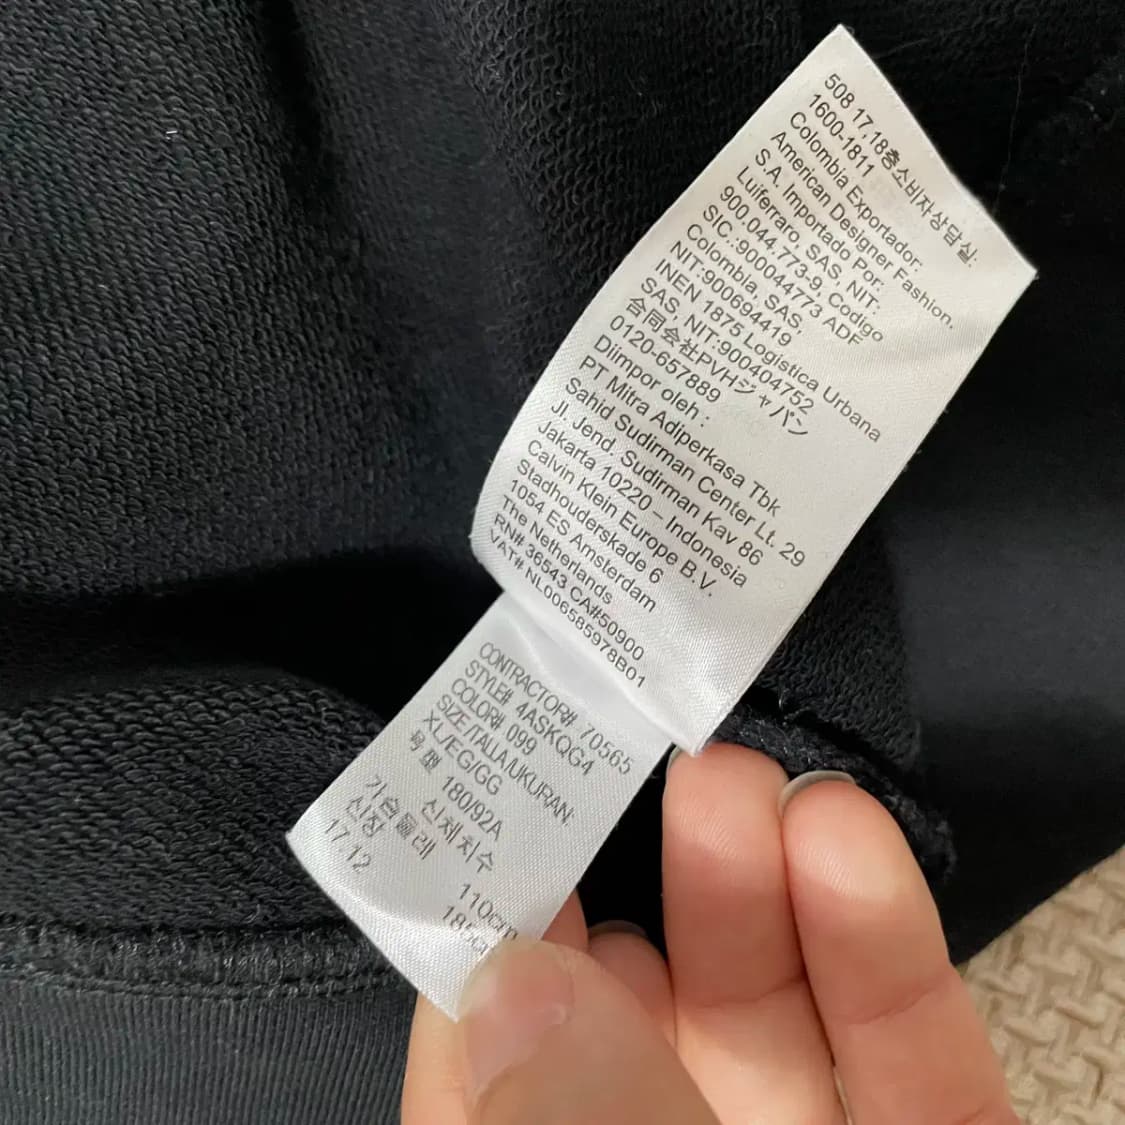 508 17,18층소비자상담실:
1600-1811
Colombia Exportador:
American Designer Fashion.
S.A. Importado Por:
Luiferraro, SAS, NIT:
900.044.773-9, Codigo
SIC.:900044773 ADF
Colombia, SAS,
NIT:900694419
INEN 1875 Logistica Urbana
SAS, NIT:900404752
合同会社PVHジャパン
0120-657889
Diimpor oleh :
PT Mitra Adiperkasa Tbk
Sahid Sudirman Center Lt. 29
Jl. Jend. Sudirman Kav 86
Jakarta 10220 – Indonesia
Calvin Klein Europe B.V.
Stadhouderskade 6
1054 ES Amsterdam
The Netherlands
RN# 36543 CA#50900
VAT# NL006585978B01
CONTRACTOR# 70565
STYLE# 4ASKQG4
COLOR# 099
SIZE/TALLA/UKURAN:
XL/EG/GG
号型 180/92A
신체치수
가슴둘레 110cm
신장 185c
17.12